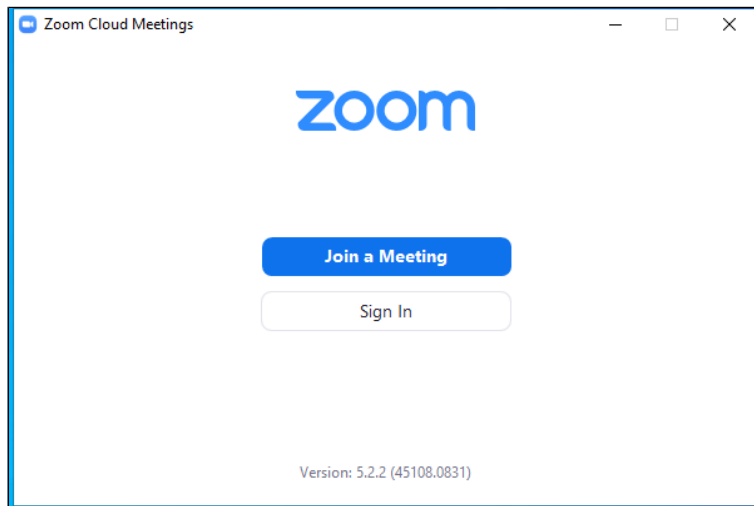 Zoom Cloud Meetings
zoom
Join a Meeting
Sign In
Version: 5.2.2 (45108.0831)